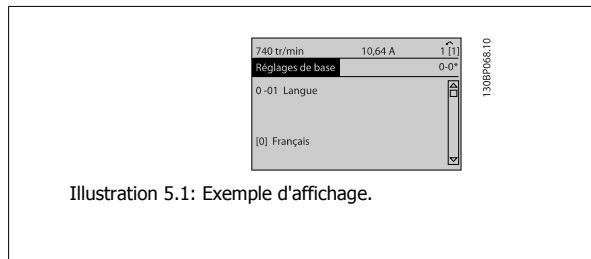 740 tr/min 10,64 A 1 [1]
Réglages de base 0-0*
0 -01 Langue
[0] Français
130BP068.10
Illustration 5.1: Exemple d'affichage.